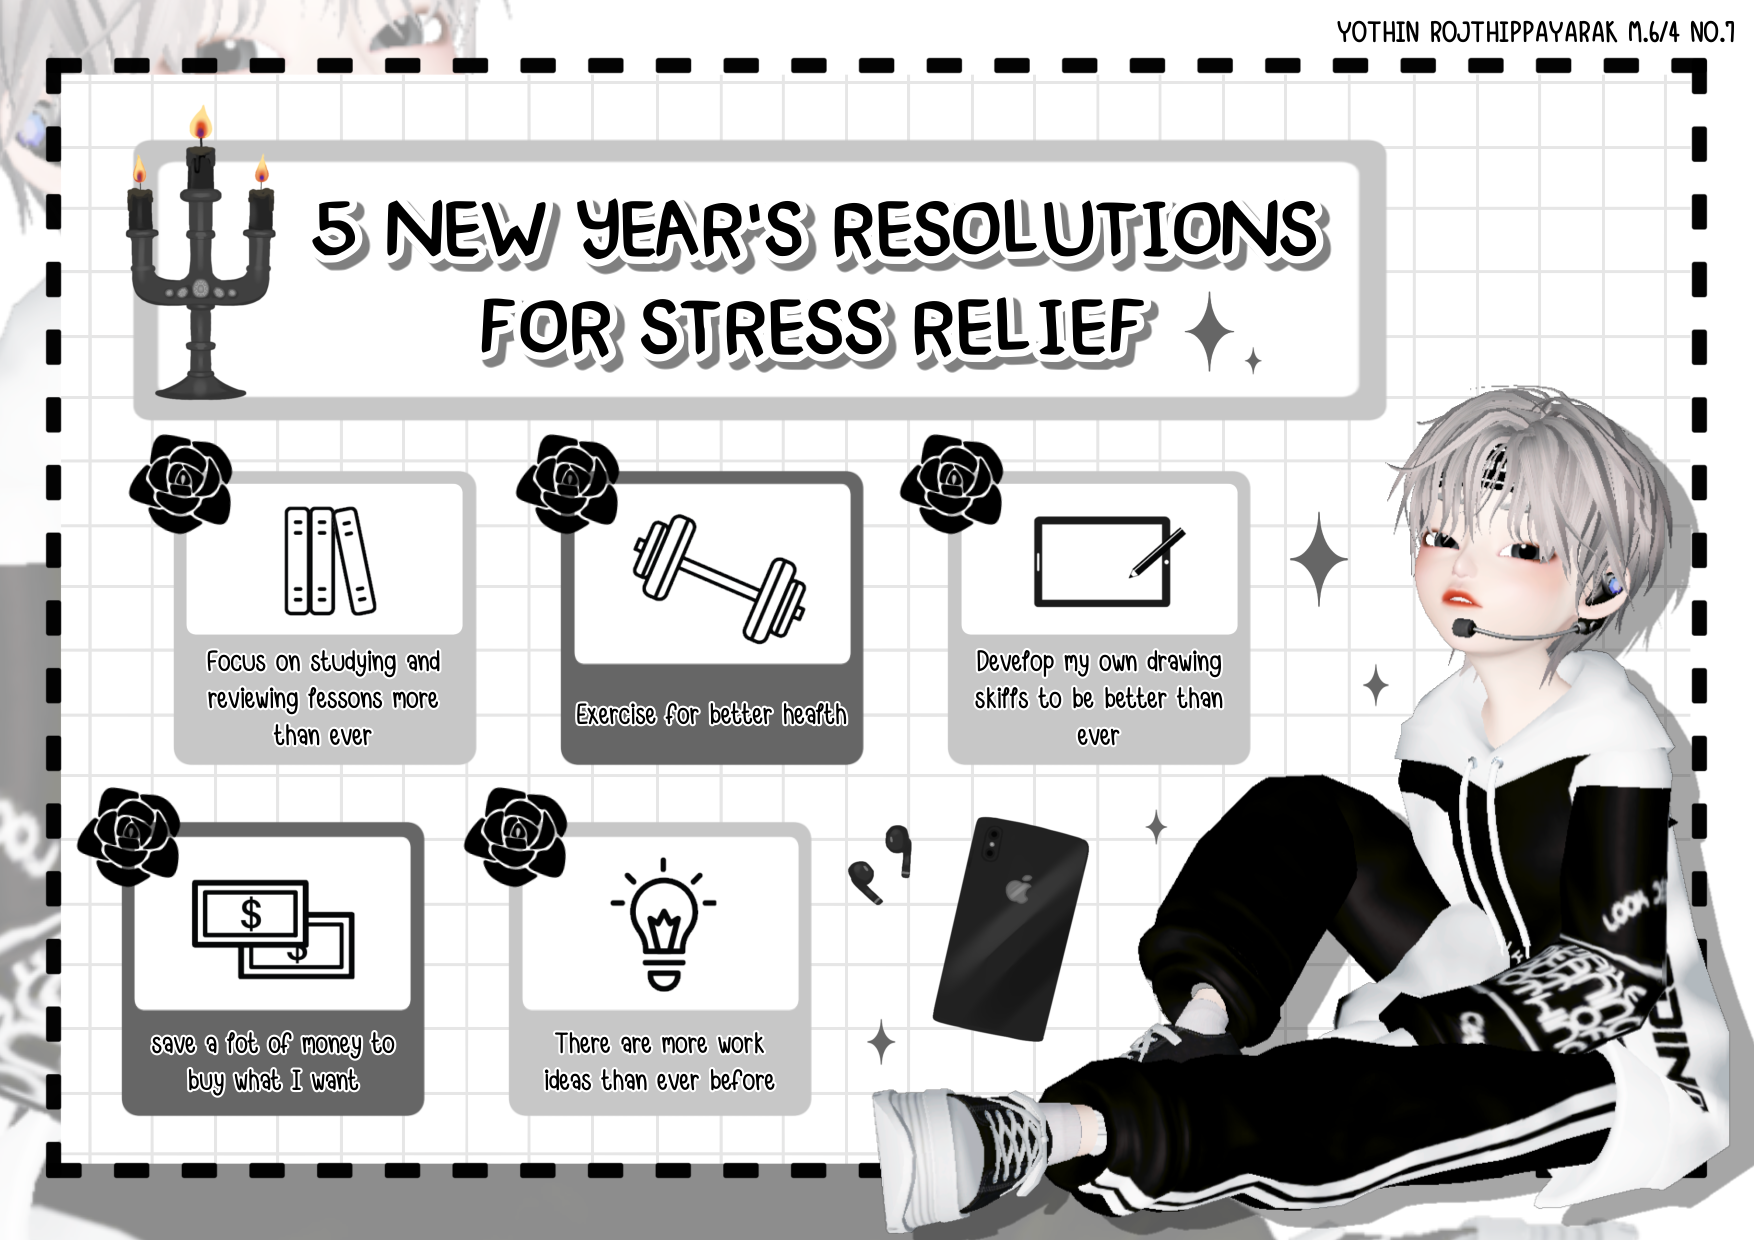 YOTHIN ROJTHIPPAYARAK M.6/4 NO.7
5 NEW YEAR'S RESOLUTIONS
FOR STRESS RELIEF
Focus on studying and
reviewing lessons more
than ever
Exercise for better health
Develop my own drawing
skills to be better than
ever
$
$
save a lot of money to
buy what I want
There are more work
ideas than ever before
LOOK